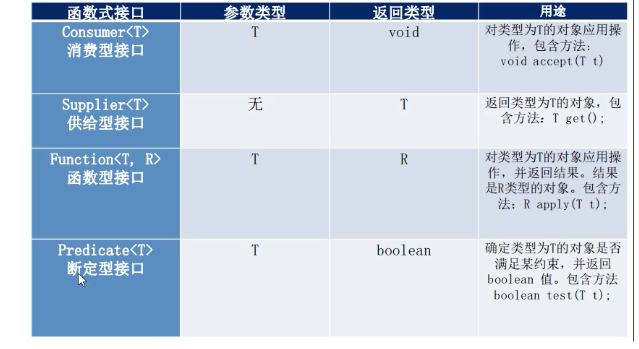 函数式接口 参数类型 返回类型 用途
Consumer<T>
消费型接口
T
void
对类型为T的对象应用操
作，包含方法：
void accept(T t)
Supplier<T>
供给型接口
无
T
返回类型为T的对象，包
含方法：T get();
Function<T, R>
函数型接口
T
R
对类型为T的对象应用操
作，并返回结果。结果
是R类型的对象。包含方
法：R apply(T t);
Predicate<T>
断定型接口
T
boolean
确定类型为T的对象是否
满足某约束，并返回
boolean 值。包含方法
boolean test(T t);